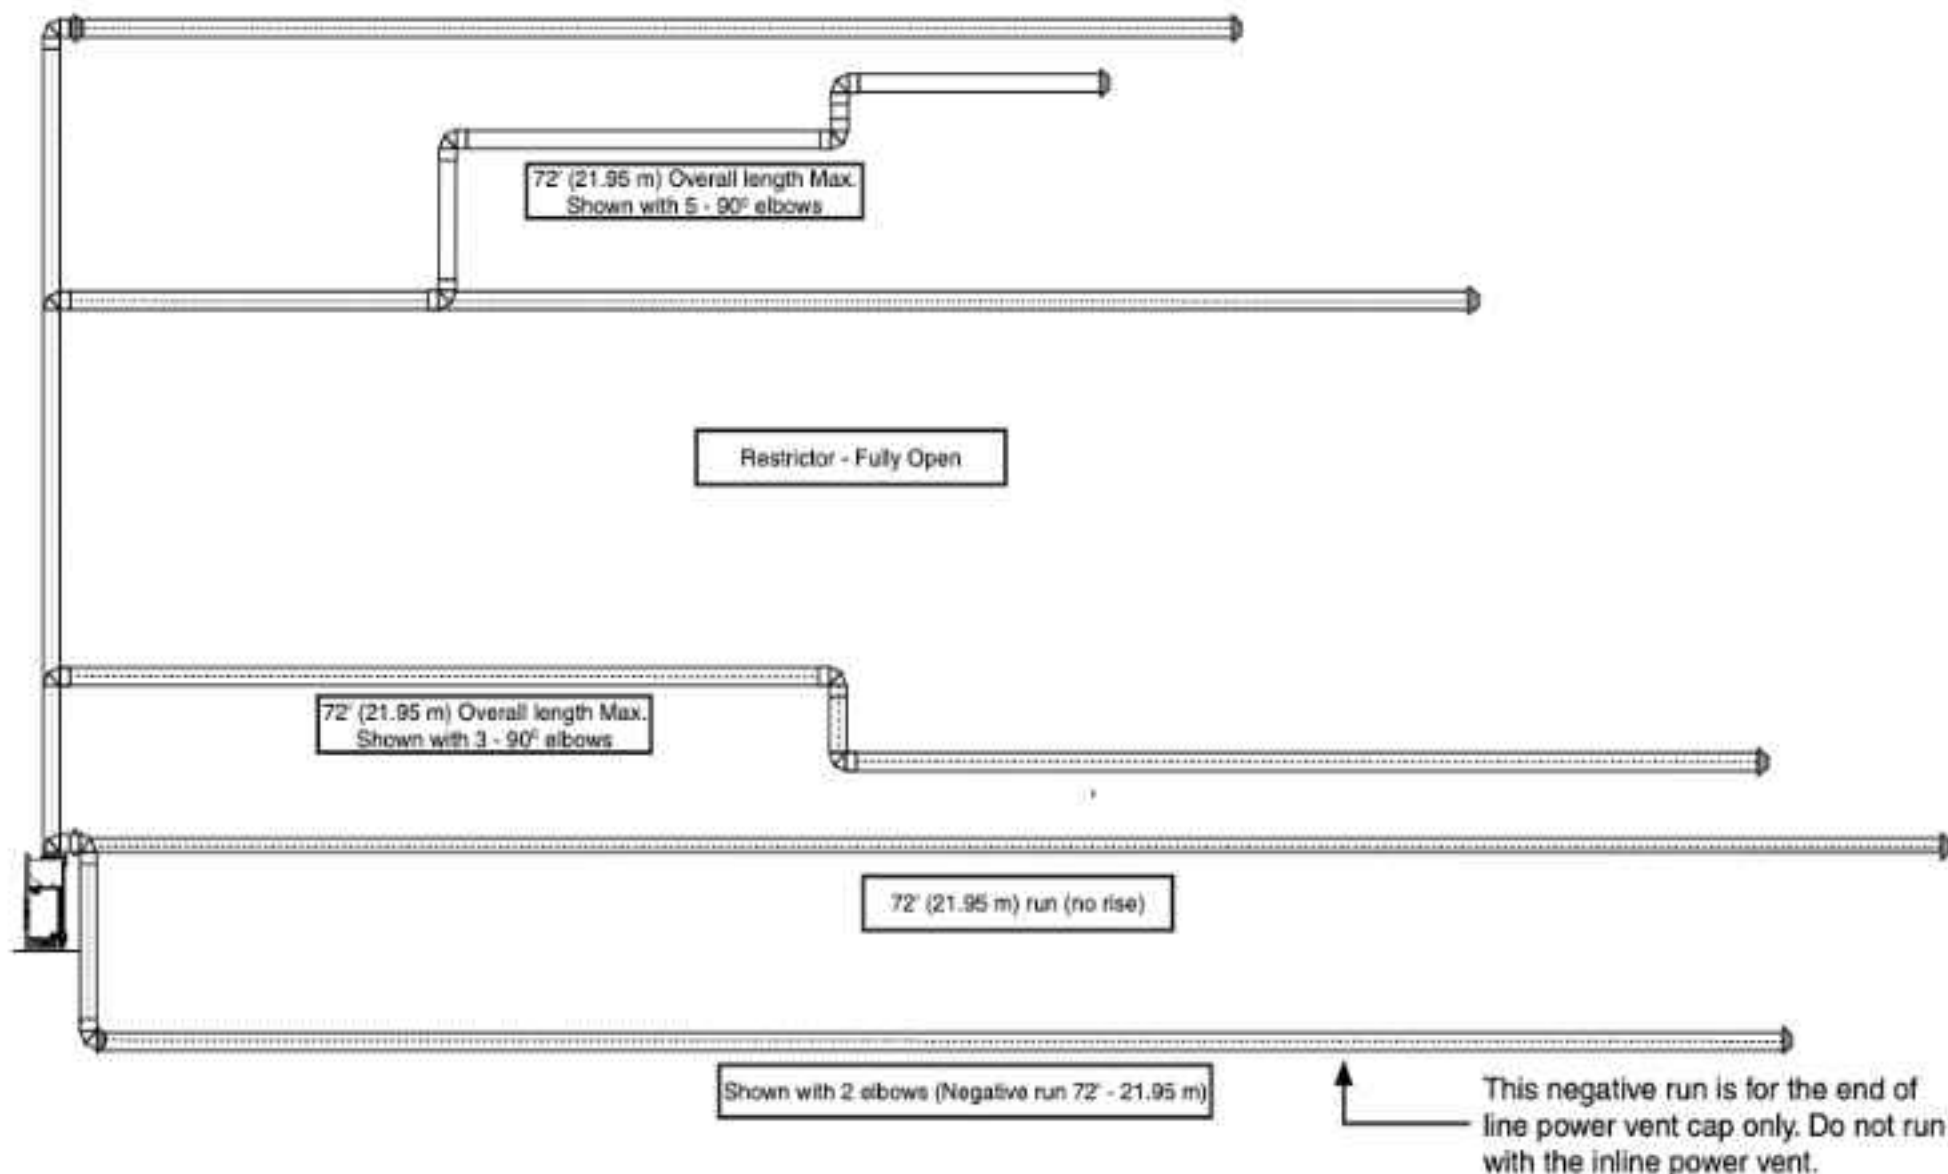 72' (21.95 m) Overall length Max.
Shown with 5 - 90º elbows
Restrictor - Fully Open
72' (21.95 m) Overall length Max.
Shown with 3 - 90º elbows
72' (21.95 m) run (no rise)
Shown with 2 elbows (Negative run 72' - 21.95 m)
This negative run is for the end of
line power vent cap only. Do not run
with the inline power vent.